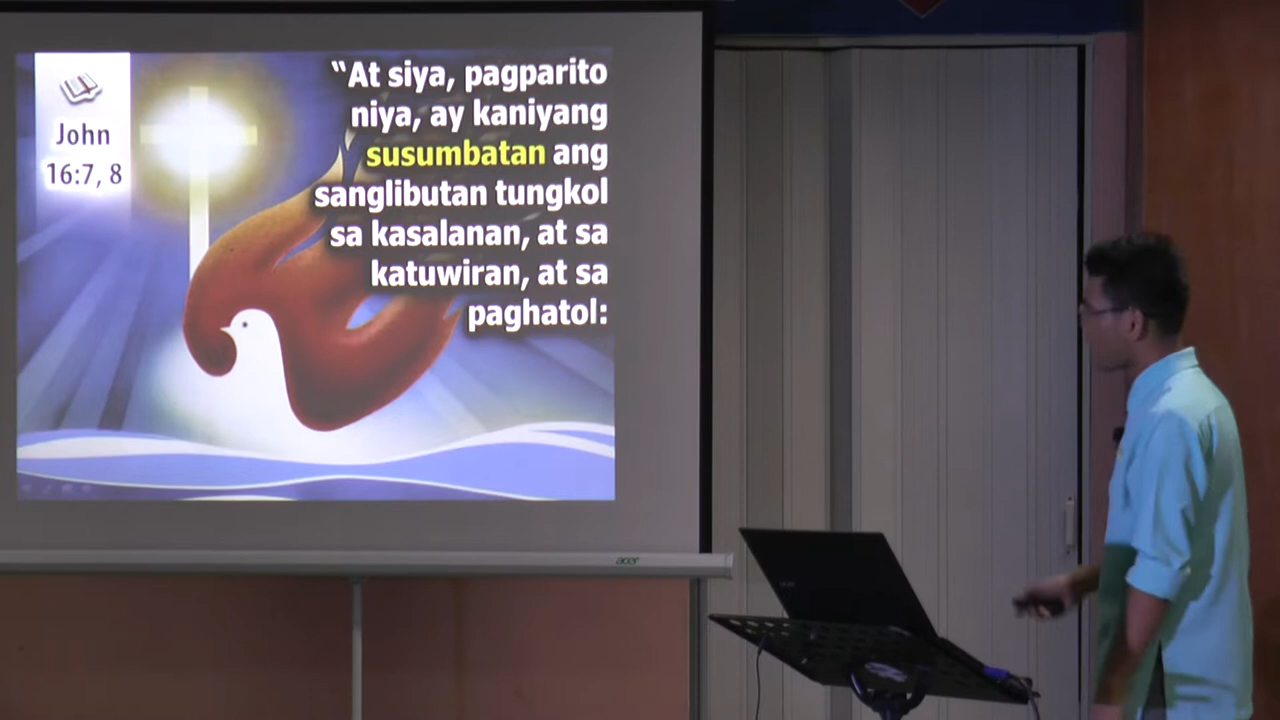 John
16:7, 8
“At siya, pagparito
niya, ay kaniyang
susumbatan ang
sanglibutan tungkol
sa kasalanan, at sa
katuwiran, at sa
paghatol:
acer